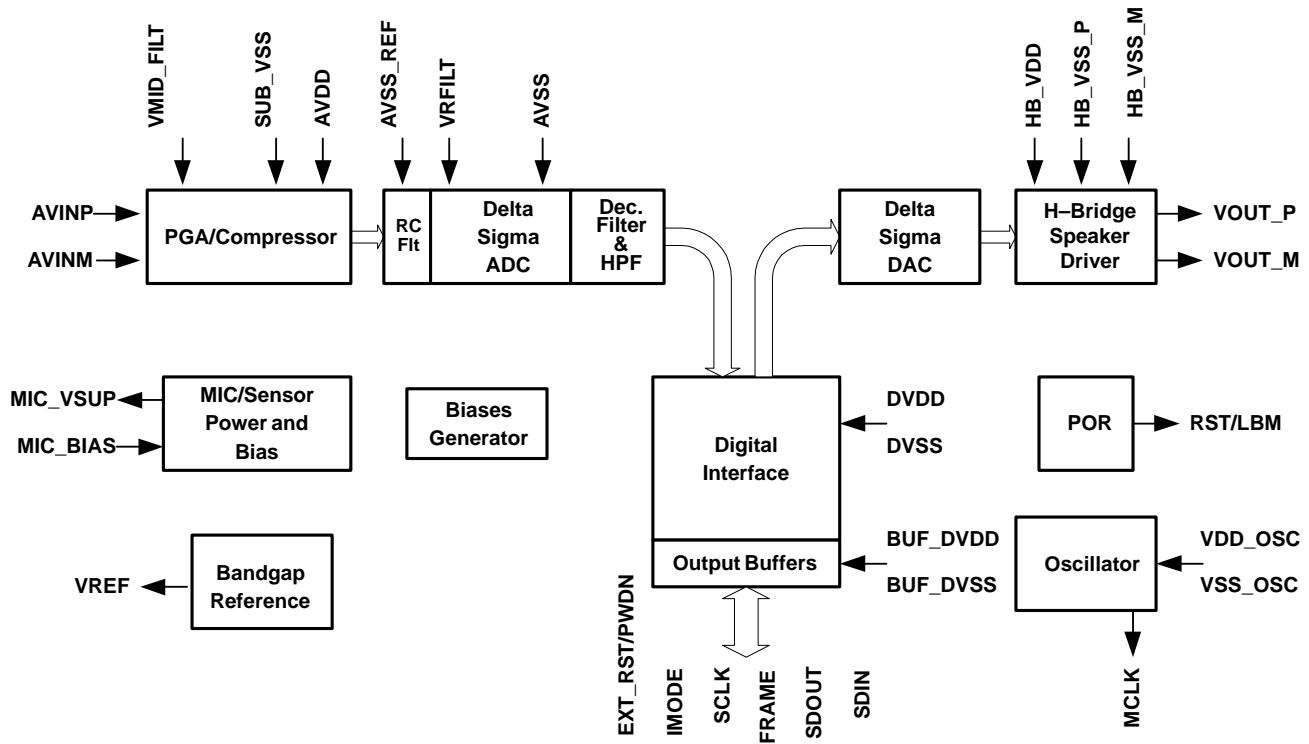 VMID_FILT
SUB_VSS
AVDD
AVSS_REF
VRFILT
AVSS
HB_VDD
HB_VSS_P
HB_VSS_M
AVINP
AVINM
PGA/Compressor
RC
Flt
Delta
Sigma
ADC
Dec.
Filter
&
HPF
Delta
Sigma
DAC
H–Bridge
Speaker
Driver
VOUT_P
VOUT_M
MIC_VSUP
MIC_BIAS
MIC/Sensor
Power and
Bias
Biases
Generator
Digital
Interface
DVDD
DVSS
POR
RST/LBM
VREF
Bandgap
Reference
Output Buffers
BUF_DVDD
BUF_DVSS
Oscillator
VDD_OSC
VSS_OSC
EXT_RST/PWDN
IMODE
SCLK
FRAME
SDOUT
SDIN
MCLK